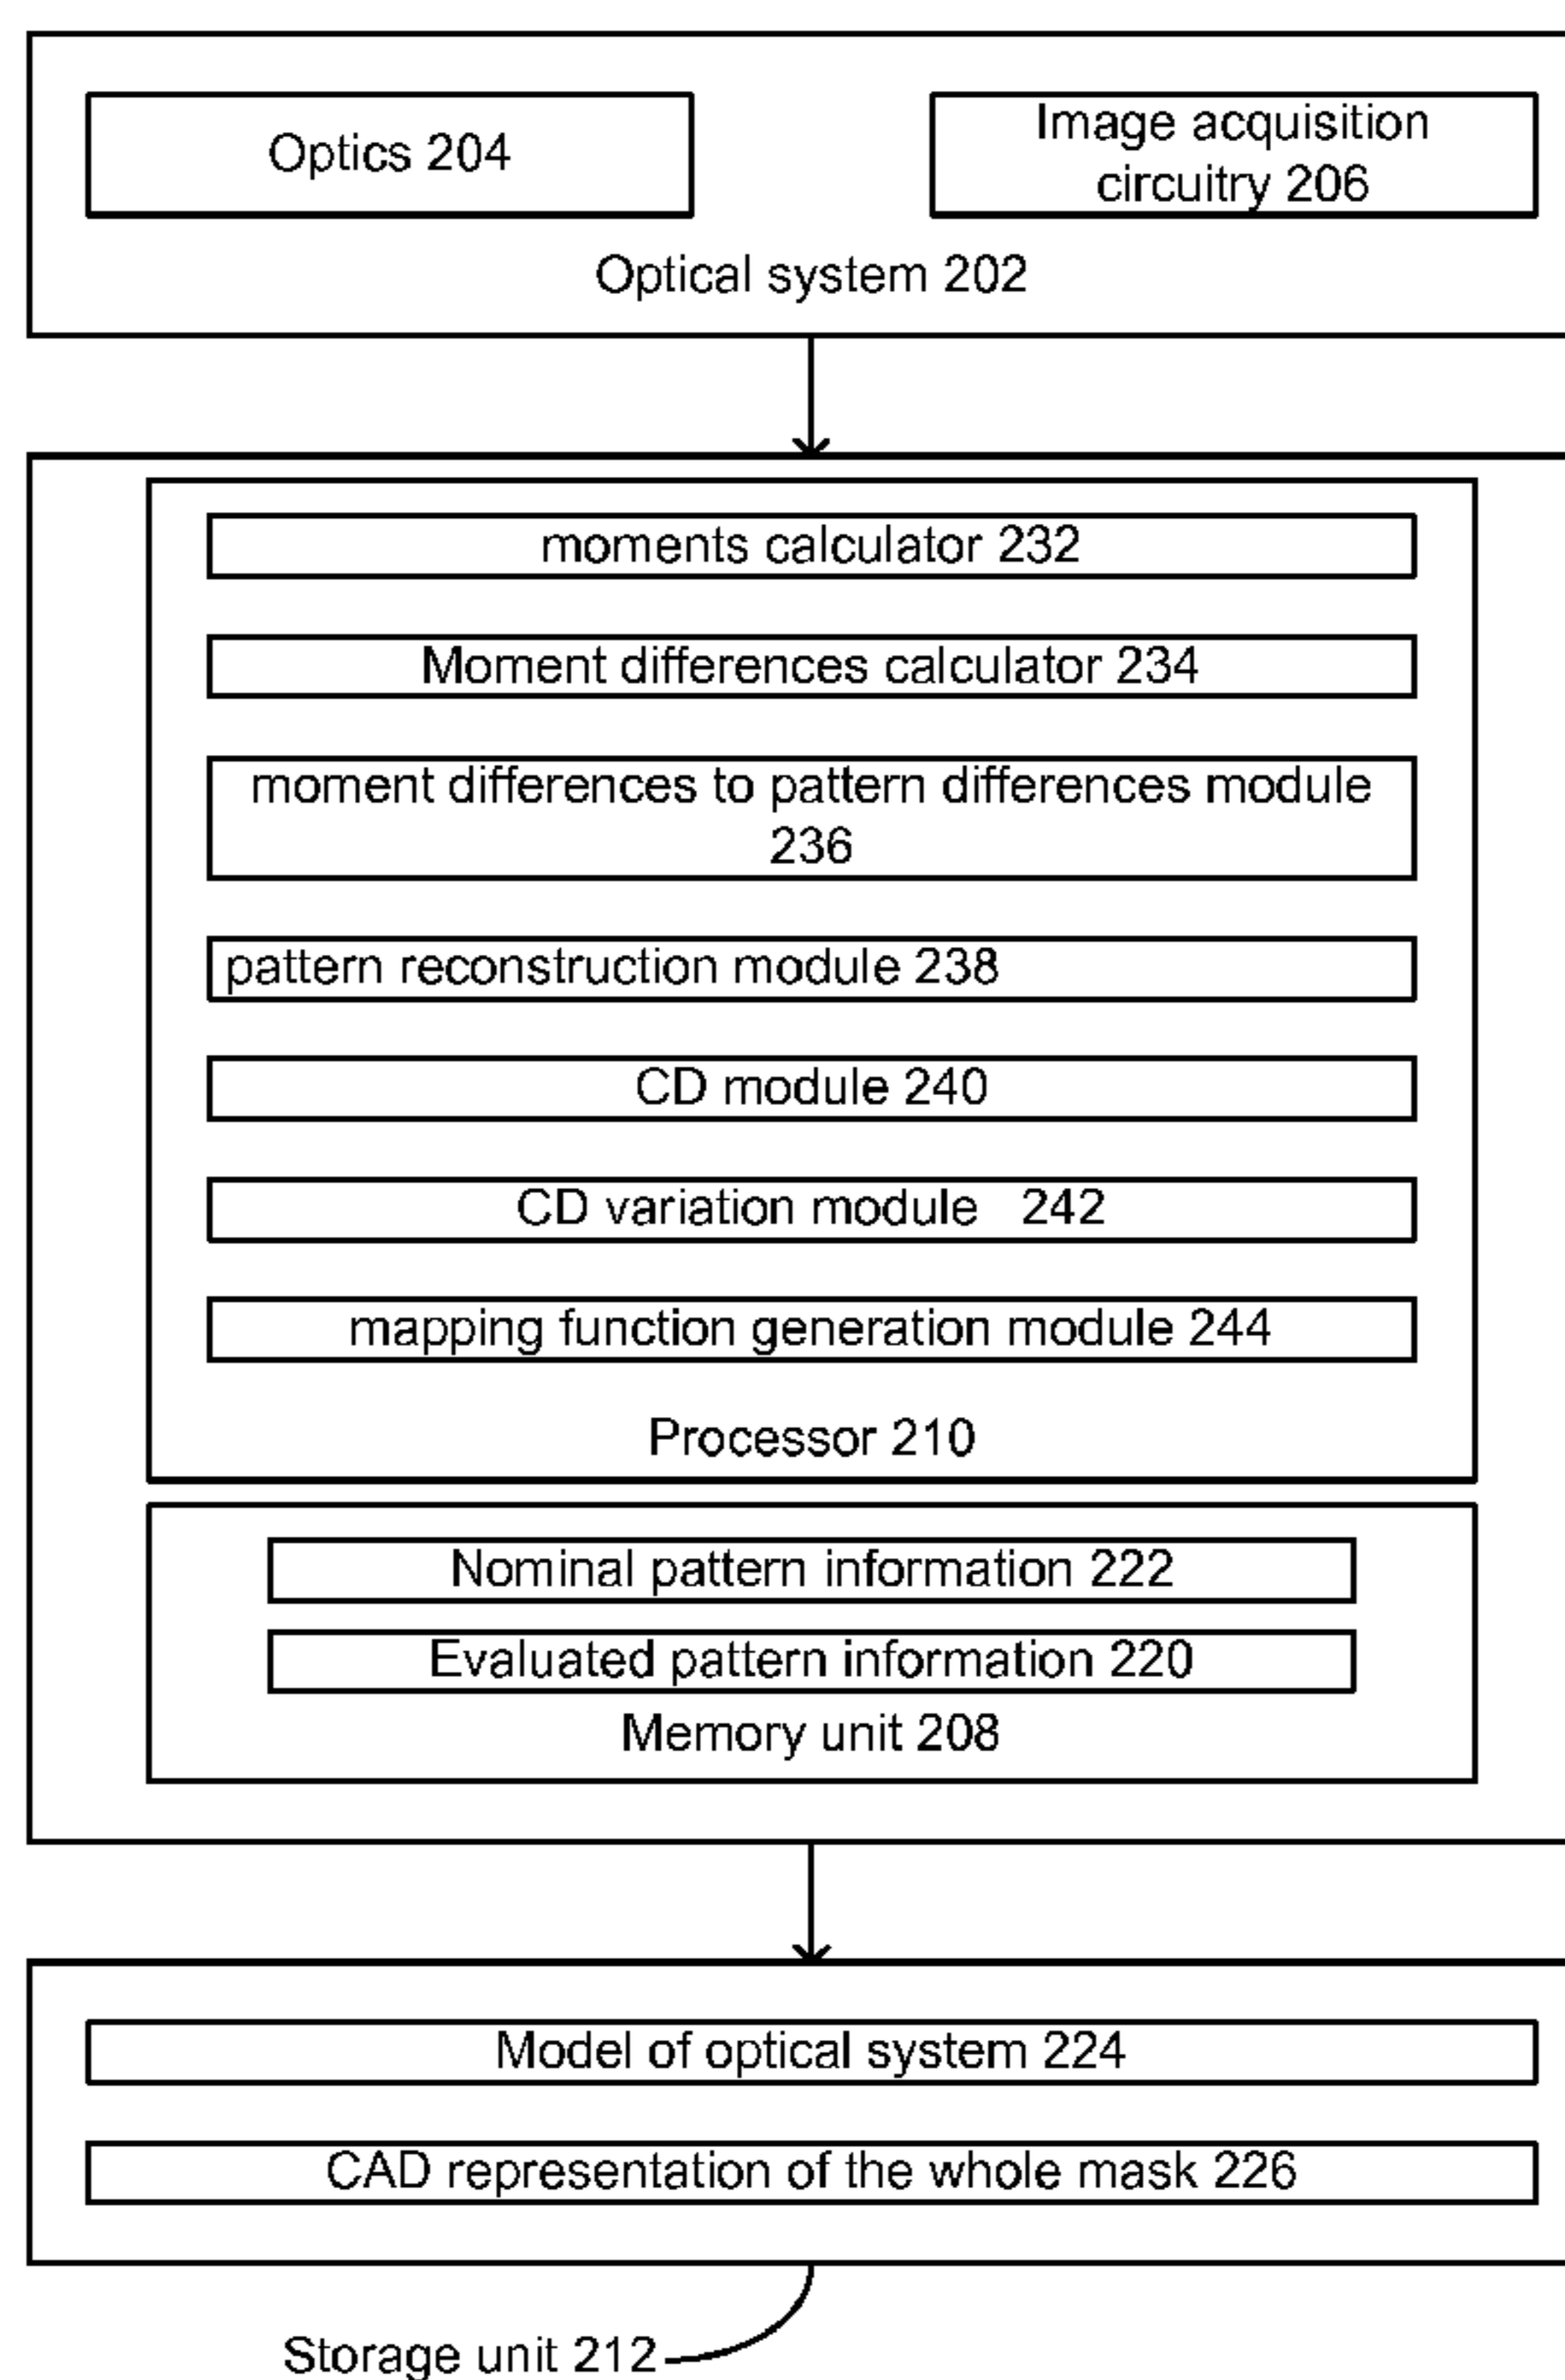 Optics 204
Image acquisition
circuitry 206
Optical system 202
moments calculator 232
Moment differences calculator 234
moment differences to pattern differences module
236
pattern reconstruction module 238
CD module 240
CD variation module 242
mapping function generation module 244
Processor 210
Nominal pattern information 222
Evaluated pattern information 220
Memory unit 208
Model of optical system 224
CAD representation of the whole mask 226
Storage unit 212